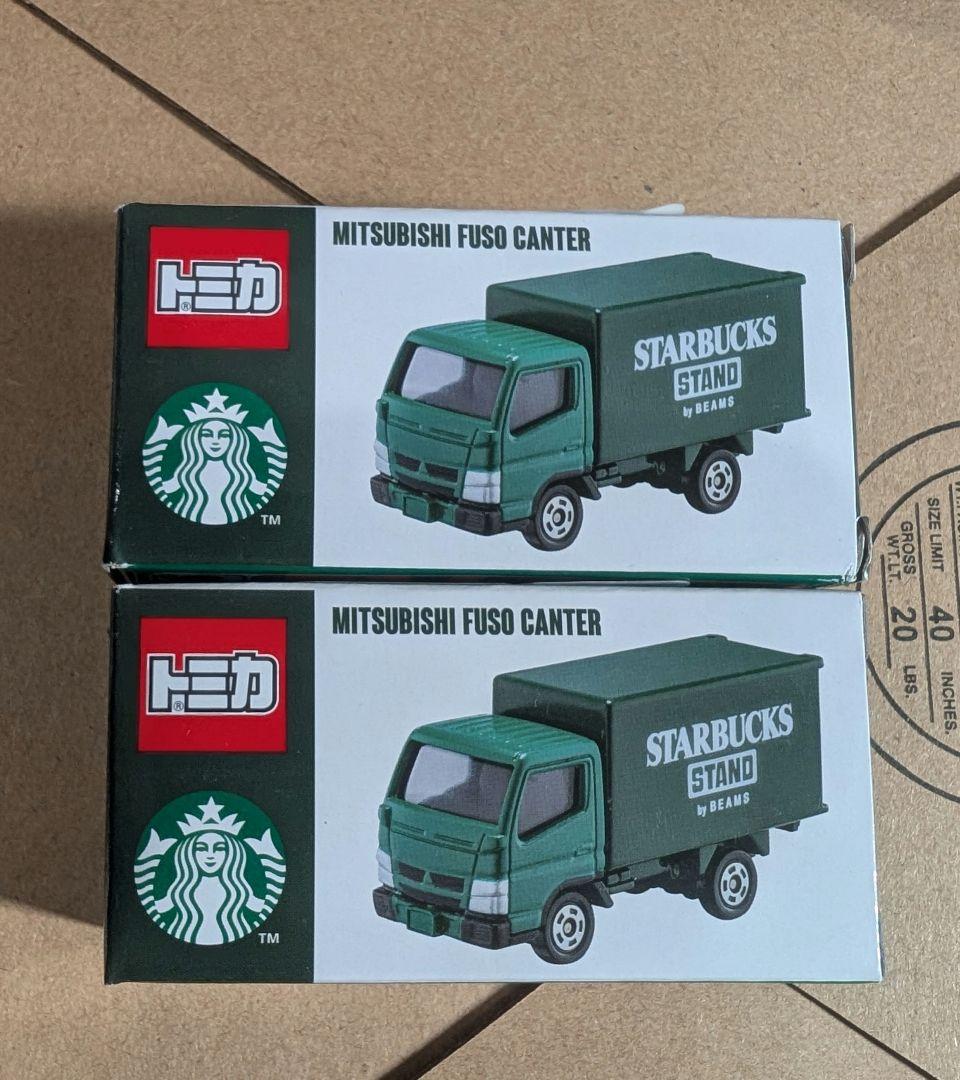 MITSUBISHI FUSO CANTER
トミカ
®
STARBUCKS
STAND
by BEAMS
TM
MITSUBISHI FUSO CANTER
トミカ
®
STARBUCKS
STAND
by BEAMS
TM
SIZE LIMIT 40 INCHES.
GROSS
WT.LT. 20 LBS.